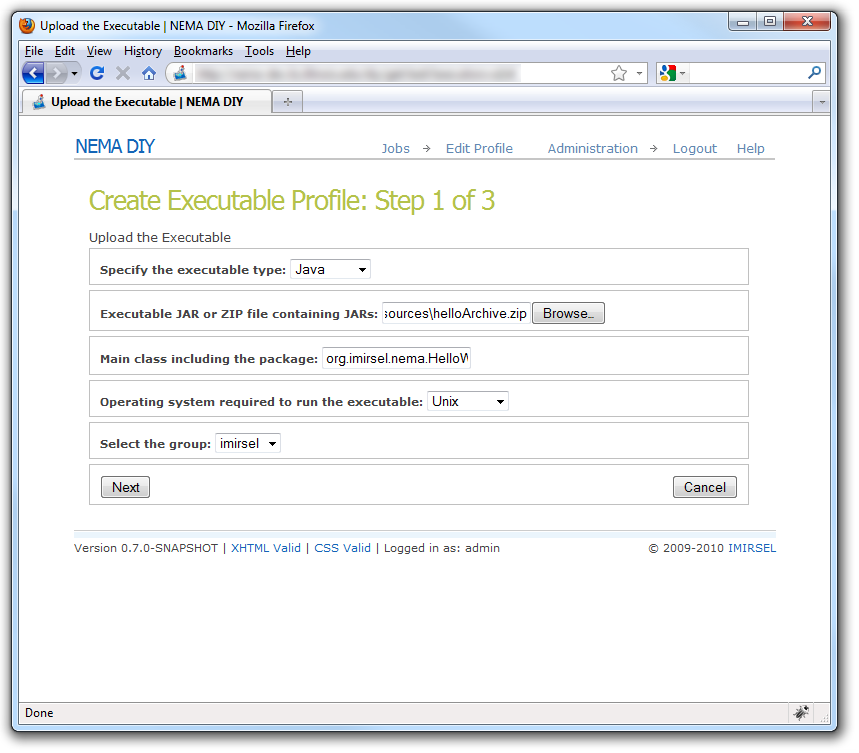 Upload the Executable | NEMA DIY - Mozilla Firefox
File Edit View History Bookmarks Tools Help
Upload the Executable | NEMA DIY
NEMA DIY Jobs → Edit Profile Administration → Logout Help
Create Executable Profile: Step 1 of 3
Upload the Executable
Specify the executable type: Java
Executable JAR or ZIP file containing JARs: sources\helloArchive.zip Browse...
Main class including the package: org.imirsel.nema.HelloW
Operating system required to run the executable: Unix
Select the group: imirsel
Next Cancel
Version 0.7.0-SNAPSHOT | XHTML Valid | CSS Valid | Logged in as: admin © 2009-2010 IMIRSEL
Done